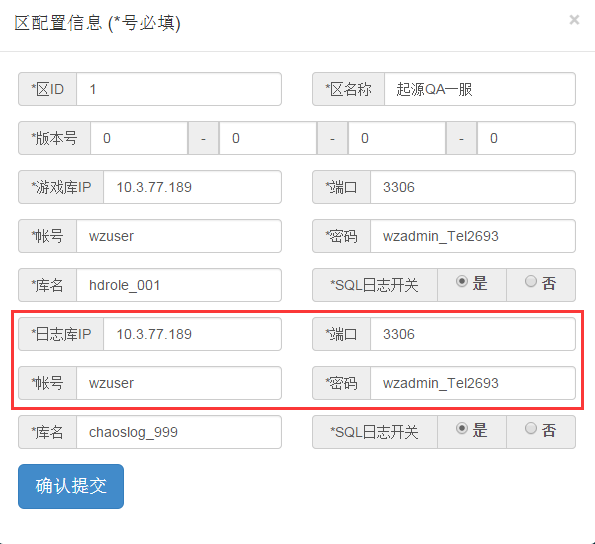 区配置信息 (*号必填) ×
*区ID 1 *区名称 起源QA一服
*版本号 0 - 0 - 0 - 0
*游戏库IP 10.3.77.189 *端口 3306
*帐号 wzuser *密码 wzadmin_Tel2693
*库名 hdrole_001 *SQL日志开关 是 否
*日志库IP 10.3.77.189 *端口 3306
*帐号 wzuser *密码 wzadmin_Tel2693
*库名 chaoslog_999 *SQL日志开关 是 否
确认提交